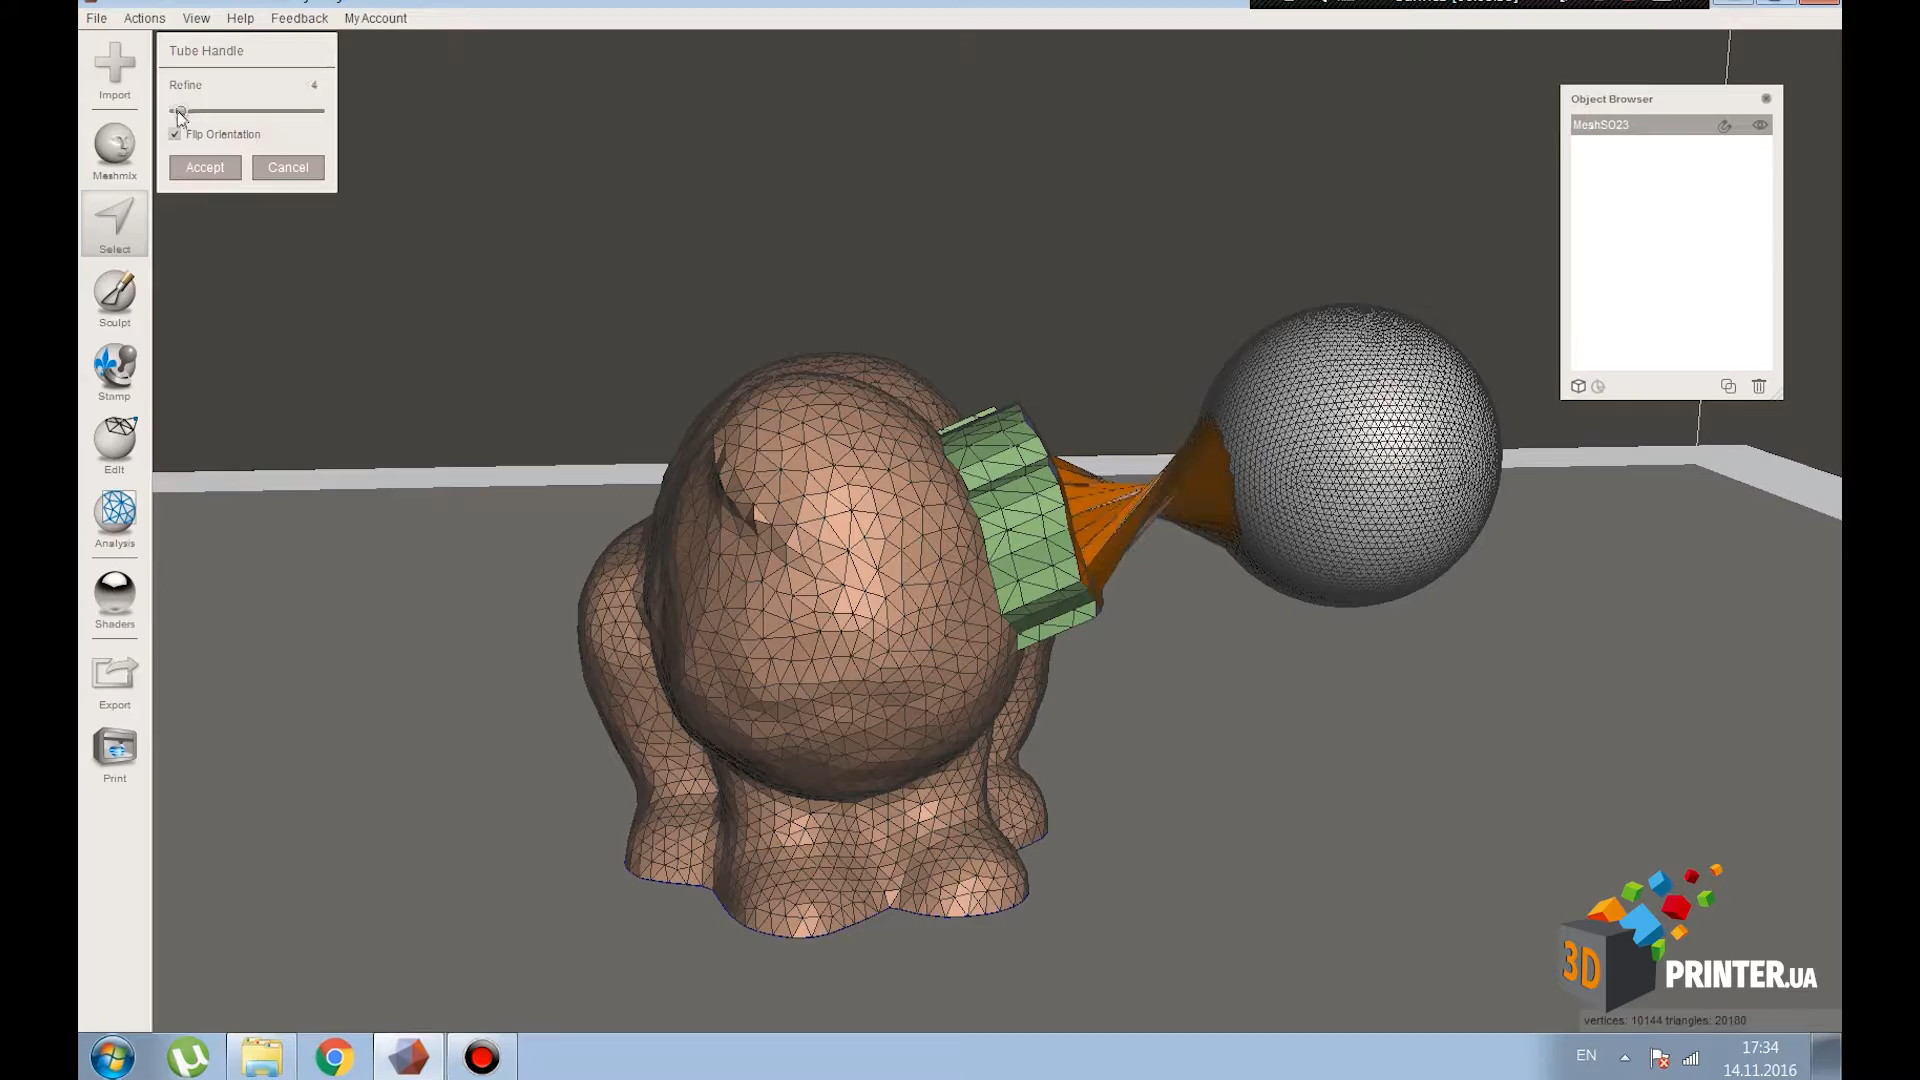 File Actions View Help Feedback My Account
Tube Handle
Refine 4
Flip Orientation
Accept Cancel
Import
Meshmix
Select
Sculpt
Stamp
Edit
Analysis
Shaders
Export
Print
Object Browser
MeshSO23
3D PRINTER.UA
vertices: 10144 triangles: 20180
EN
17:34
14.11.2016